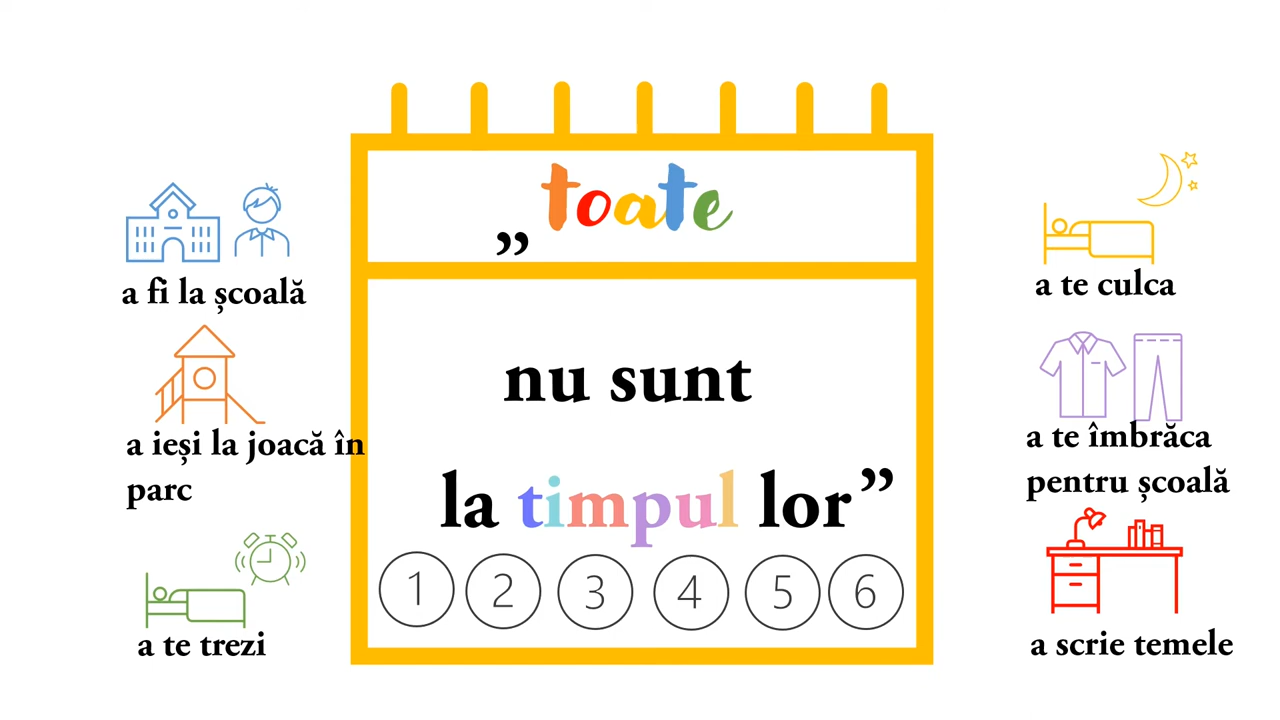 „ toate
nu sunt
la timpul lor”
1 2 3 4 5 6
a fi la școală
a ieși la joacă în
parc
a te trezi
a te culca
a te îmbrăca
pentru școală
a scrie temele